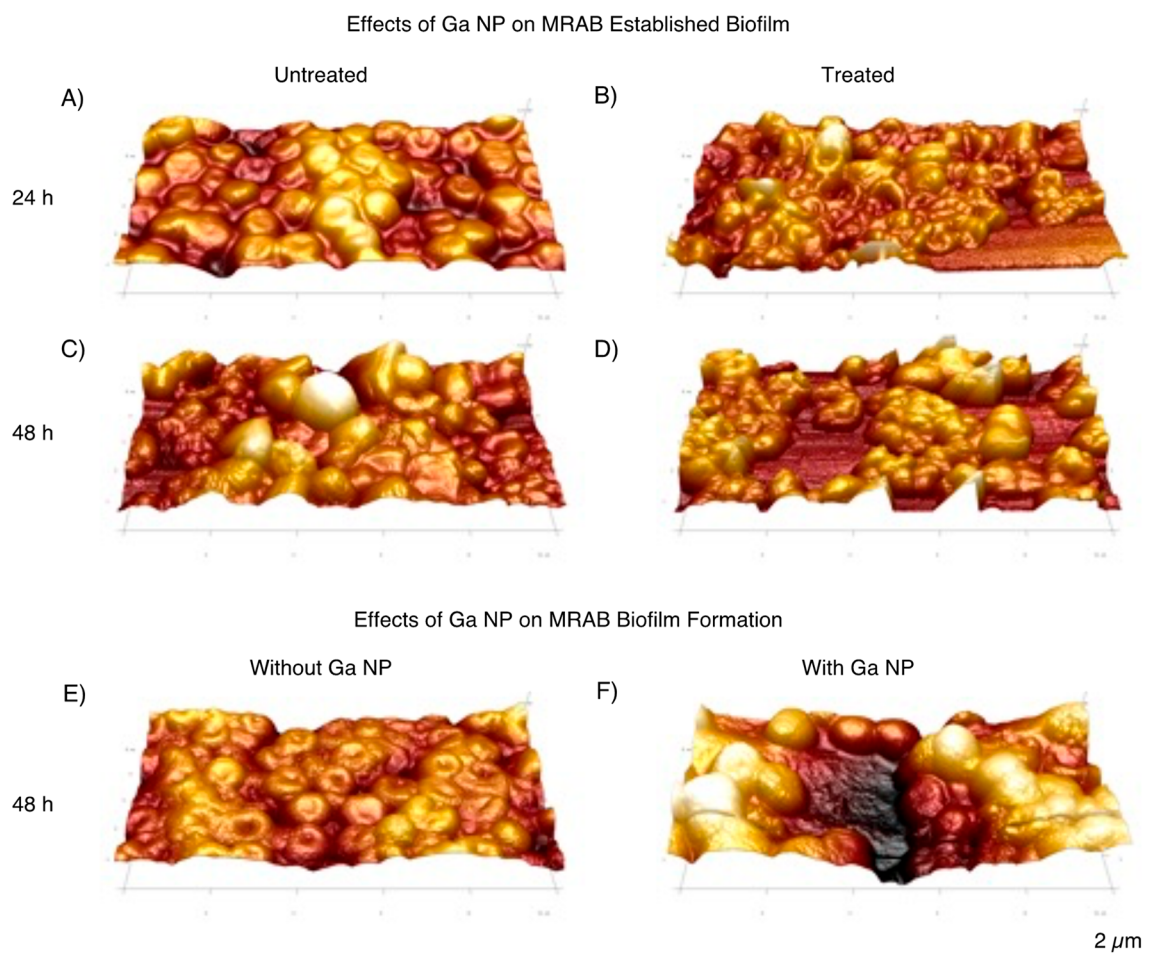 Effects of Ga NP on MRAB Established Biofilm
Untreated
Treated
A)
B)
24 h
C)
D)
48 h
Effects of Ga NP on MRAB Biofilm Formation
Without Ga NP
With Ga NP
E)
F)
48 h
2 µm